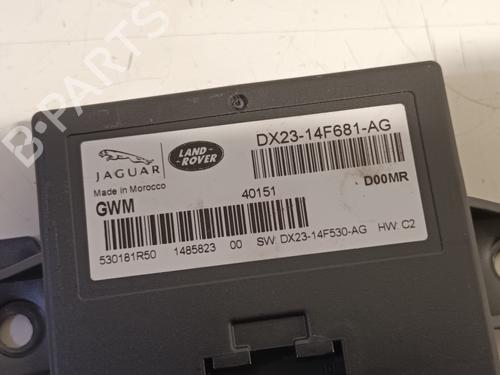 B-PARTS
JAGUAR
LAND-
ROVER
DX23-14F681-AG
Made in Morocco
GWM
40151
D00MR
530181R50
1485823 00
SW: DX23-14F530-AG
HW: C2